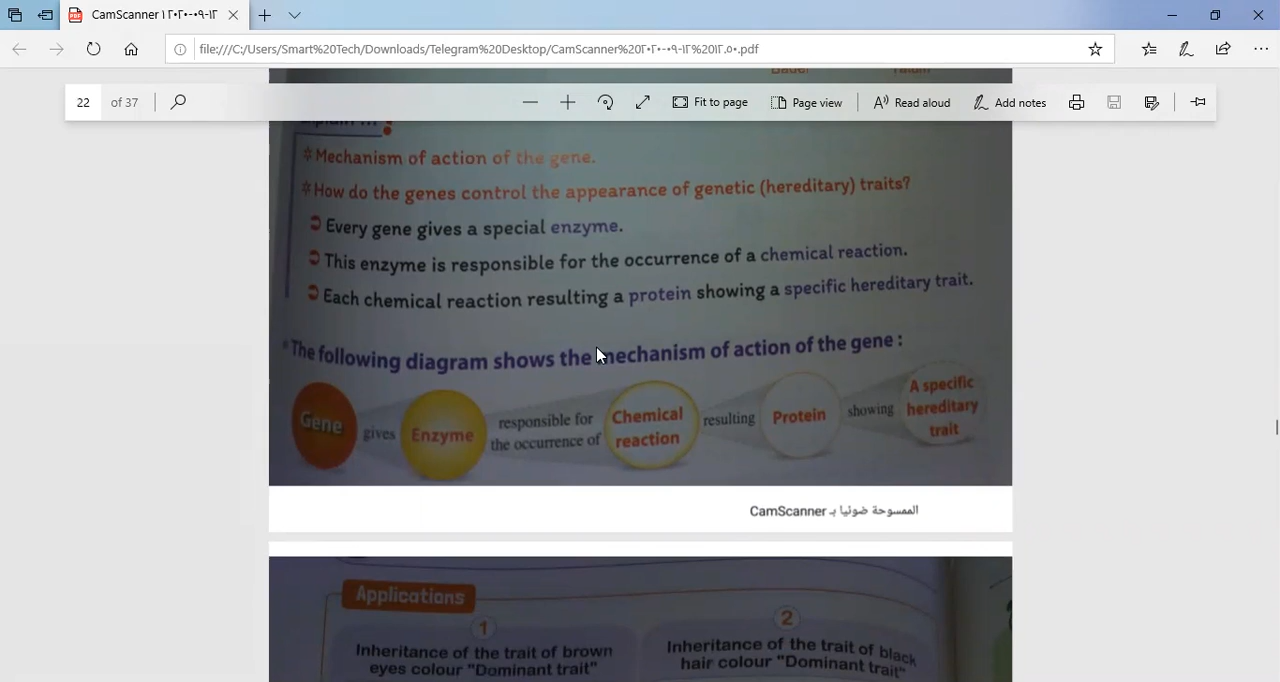 CamScanner ١٢-٠٩-٢٠٢٠ ١
file:///C:/Users/Smart%20Tech/Downloads/Telegram%20Desktop/CamScanner%20٢٠٢٠-٠٩-١٢%20١٢.٥٠.pdf
22 of 37
Fit to page
Page view
Read aloud
Add notes
*Mechanism of action of the gene.
*How do the genes control the appearance of genetic (hereditary) traits?
Every gene gives a special enzyme.
This enzyme is responsible for the occurrence of a chemical reaction.
Each chemical reaction resulting a protein showing a specific hereditary trait.
* The following diagram shows the mechanism of action of the gene :
Gene
gives
Enzyme
responsible for
the occurrence of
Chemical
reaction
resulting
Protein
showing
A specific
hereditary
trait
الممسوحة ضوئيا بـ CamScanner
Applications
1
Inheritance of the trait of brown
eyes colour "Dominant trait"
2
Inheritance of the trait of black
hair colour "Dominant trait"